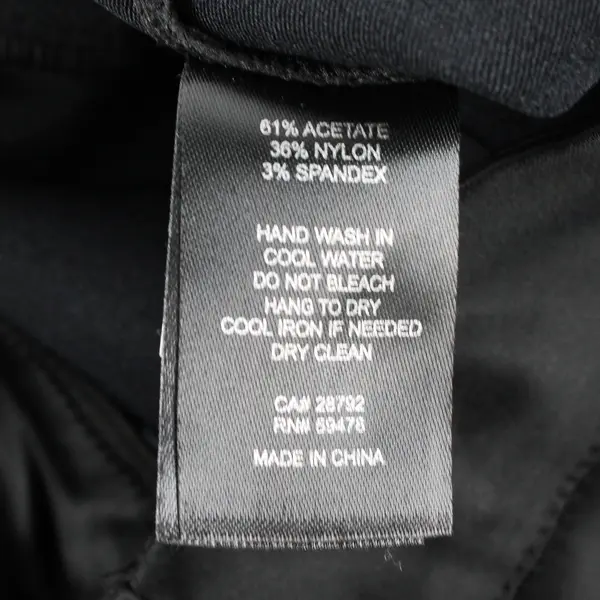 61% ACETATE
36% NYLON
3% SPANDEX
HAND WASH IN
COOL WATER
DO NOT BLEACH
HANG TO DRY
COOL IRON IF NEEDED
DRY CLEAN
CA# 28792
RN# 59478
MADE IN CHINA